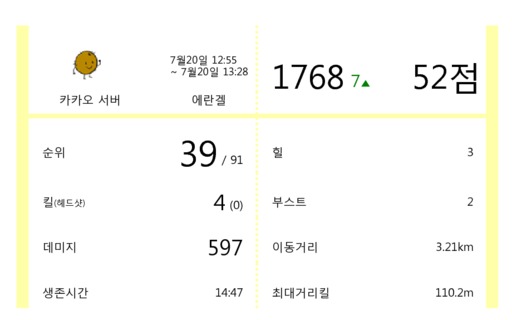 7월20일 12:55
~ 7월20일 13:28
카카오 서버
에란겔
1768 7▲
52점
순위
39 / 91
힐
3
킬(헤드샷)
4 (0)
부스트
2
데미지
597
이동거리
3.21km
생존시간
14:47
최대거리킬
110.2m